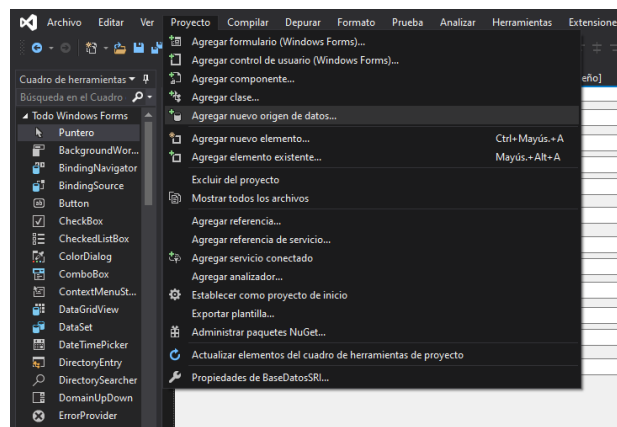 Archivo Editar Ver Proyecto Compilar Depurar Formato Prueba Analizar Herramientas Extensione
Cuadro de herramientas
Búsqueda en el Cuadro
Todo Windows Forms
Puntero
BackgroundWor...
BindingNavigator
BindingSource
Button
CheckBox
CheckedListBox
ColorDialog
ComboBox
ContextMenuSt...
DataGridView
DataSet
DateTimePicker
DirectoryEntry
DirectorySearcher
DomainUpDown
ErrorProvider
Agregar formulario (Windows Forms)...
Agregar control de usuario (Windows Forms)...
Agregar componente...
Agregar clase...
Agregar nuevo origen de datos...
Agregar nuevo elemento... Ctrl+Mayús.+A
Agregar elemento existente... Mayús.+Alt+A
Excluir del proyecto
Mostrar todos los archivos
Agregar referencia...
Agregar referencia de servicio...
Agregar servicio conectado
Agregar analizador...
Establecer como proyecto de inicio
Exportar plantilla...
Administrar paquetes NuGet...
Actualizar elementos del cuadro de herramientas de proyecto
Propiedades de BaseDatosSRI...
eño]